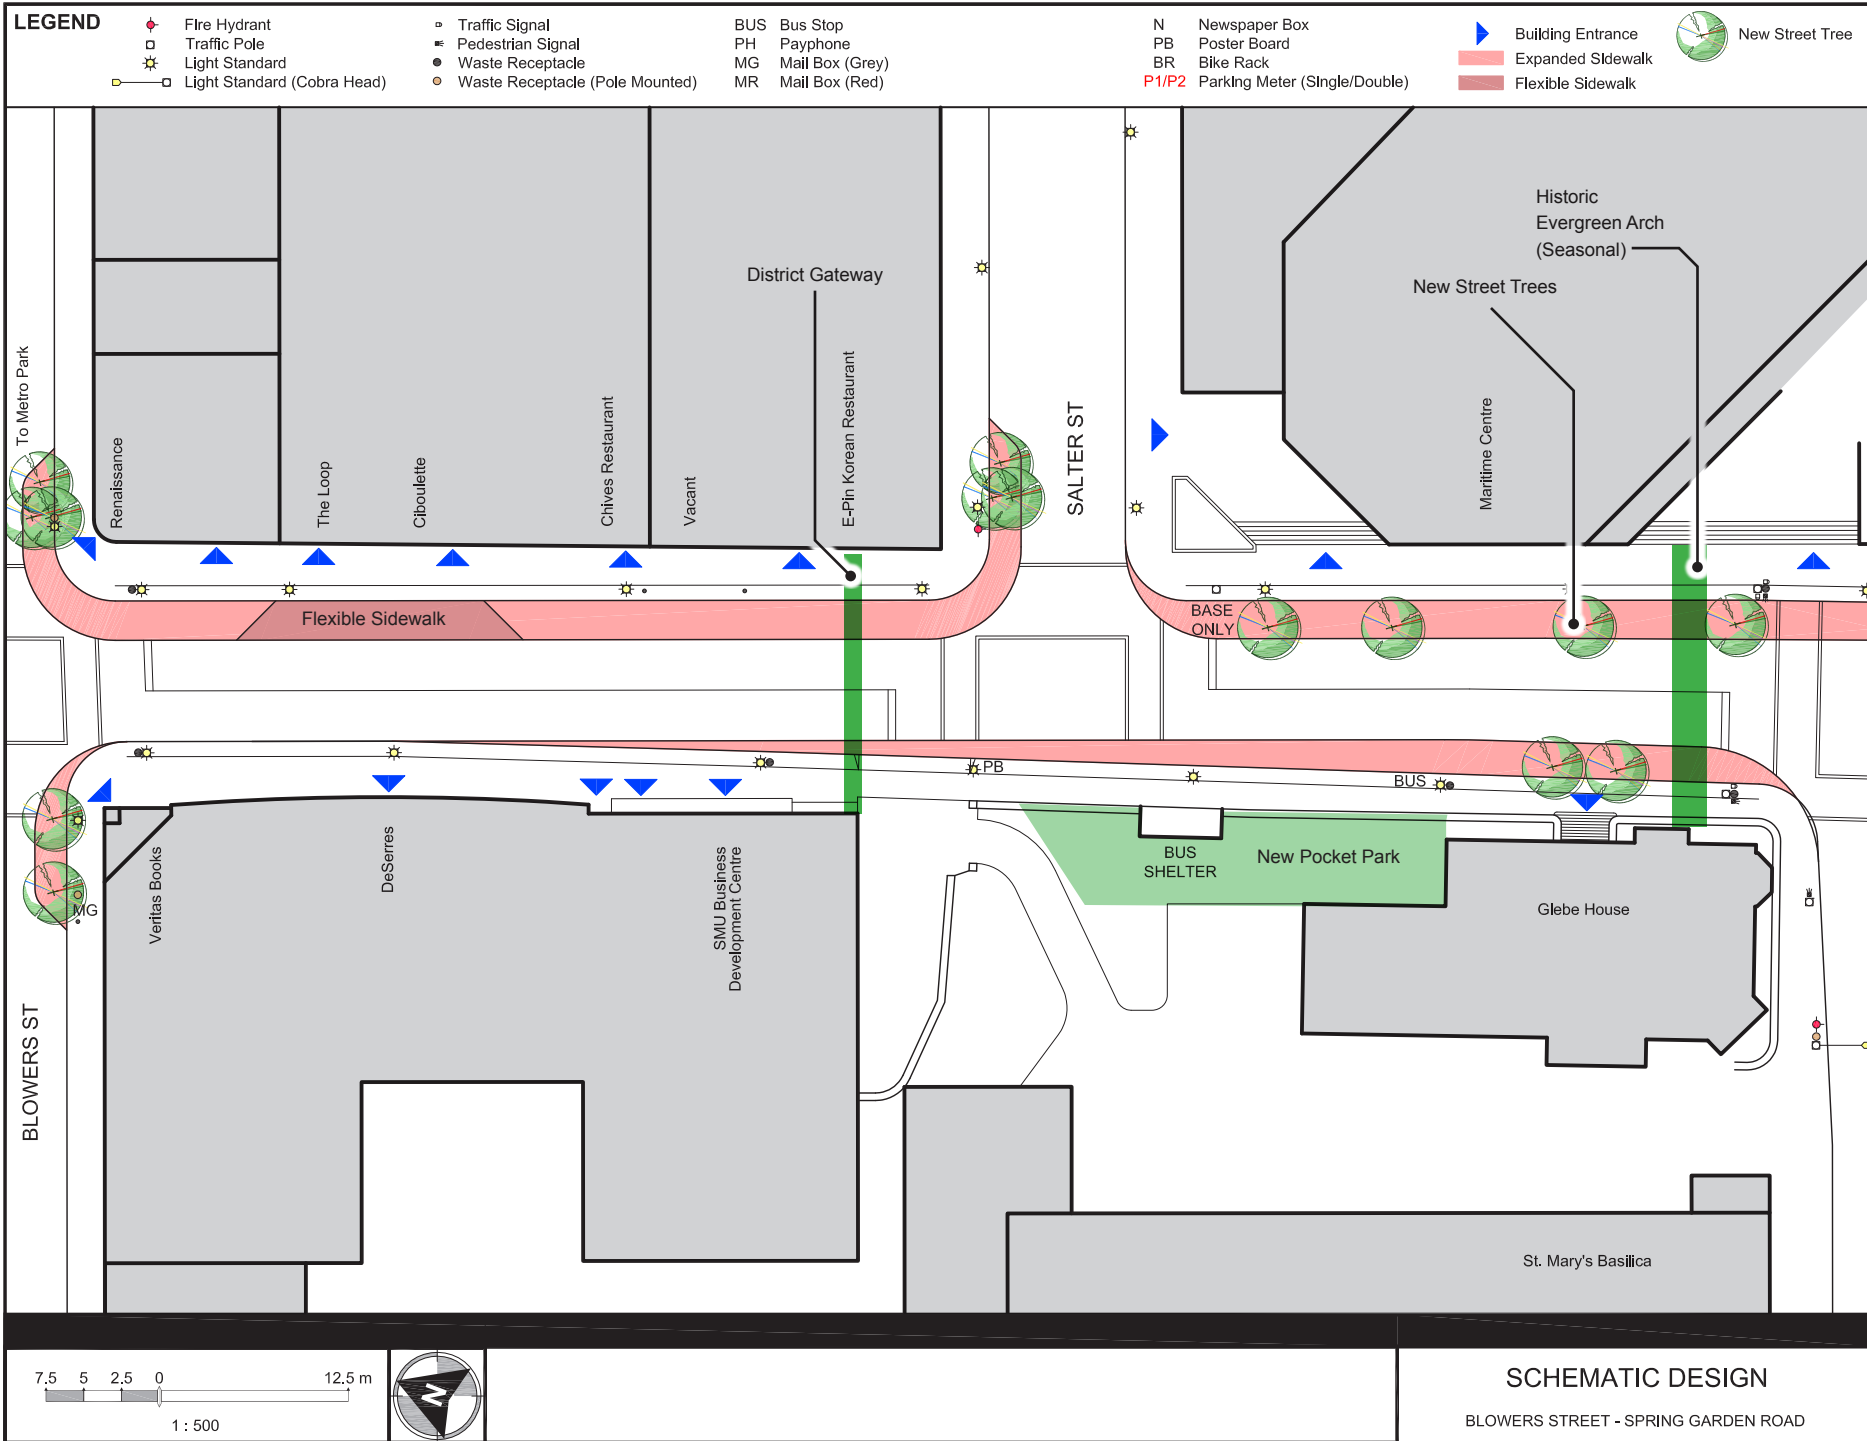 LEGEND
Fire Hydrant
Traffic Pole
Light Standard
Light Standard (Cobra Head)
Traffic Signal
Pedestrian Signal
Waste Receptacle
Waste Receptacle (Pole Mounted)
BUS Bus Stop
PH Payphone
MG Mail Box (Grey)
MR Mail Box (Red)
N Newspaper Box
PB Poster Board
BR Bike Rack
P1/P2 Parking Meter (Single/Double)
Building Entrance
Expanded Sidewalk
Flexible Sidewalk
New Street Tree
Historic
Evergreen Arch
(Seasonal)
District Gateway
New Street Trees
To Metro Park
Renaissance
The Loop
Ciboulette
Chives Restaurant
Vacant
E-Pin Korean Restaurant
SALTER ST
Maritime Centre
Flexible Sidewalk
BASE
ONLY
PB
BUS
BUS
SHELTER
New Pocket Park
MG
Veritas Books
DeSerres
SMU Business
Development Centre
Glebe House
BLOWERS ST
St. Mary's Basilica
7.5 5 2.5 0 12.5 m
1 : 500
N
SCHEMATIC DESIGN
BLOWERS STREET - SPRING GARDEN ROAD